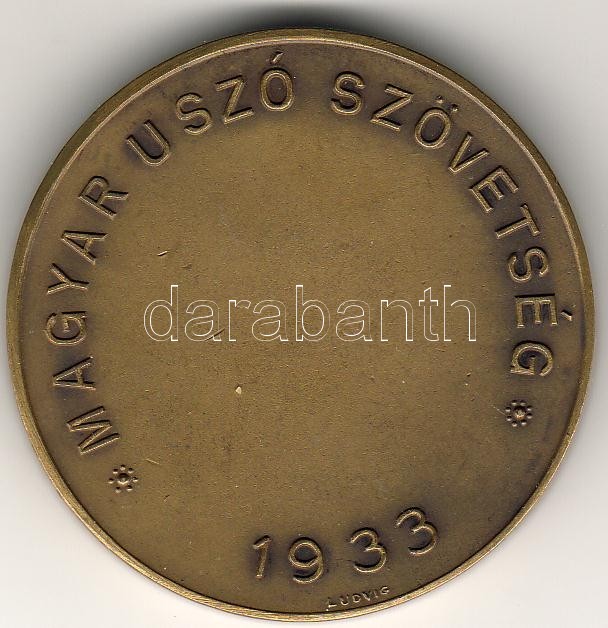 MAGYAR USZÓ SZÖVETSÉG
darabanth
1933
LUDVIG